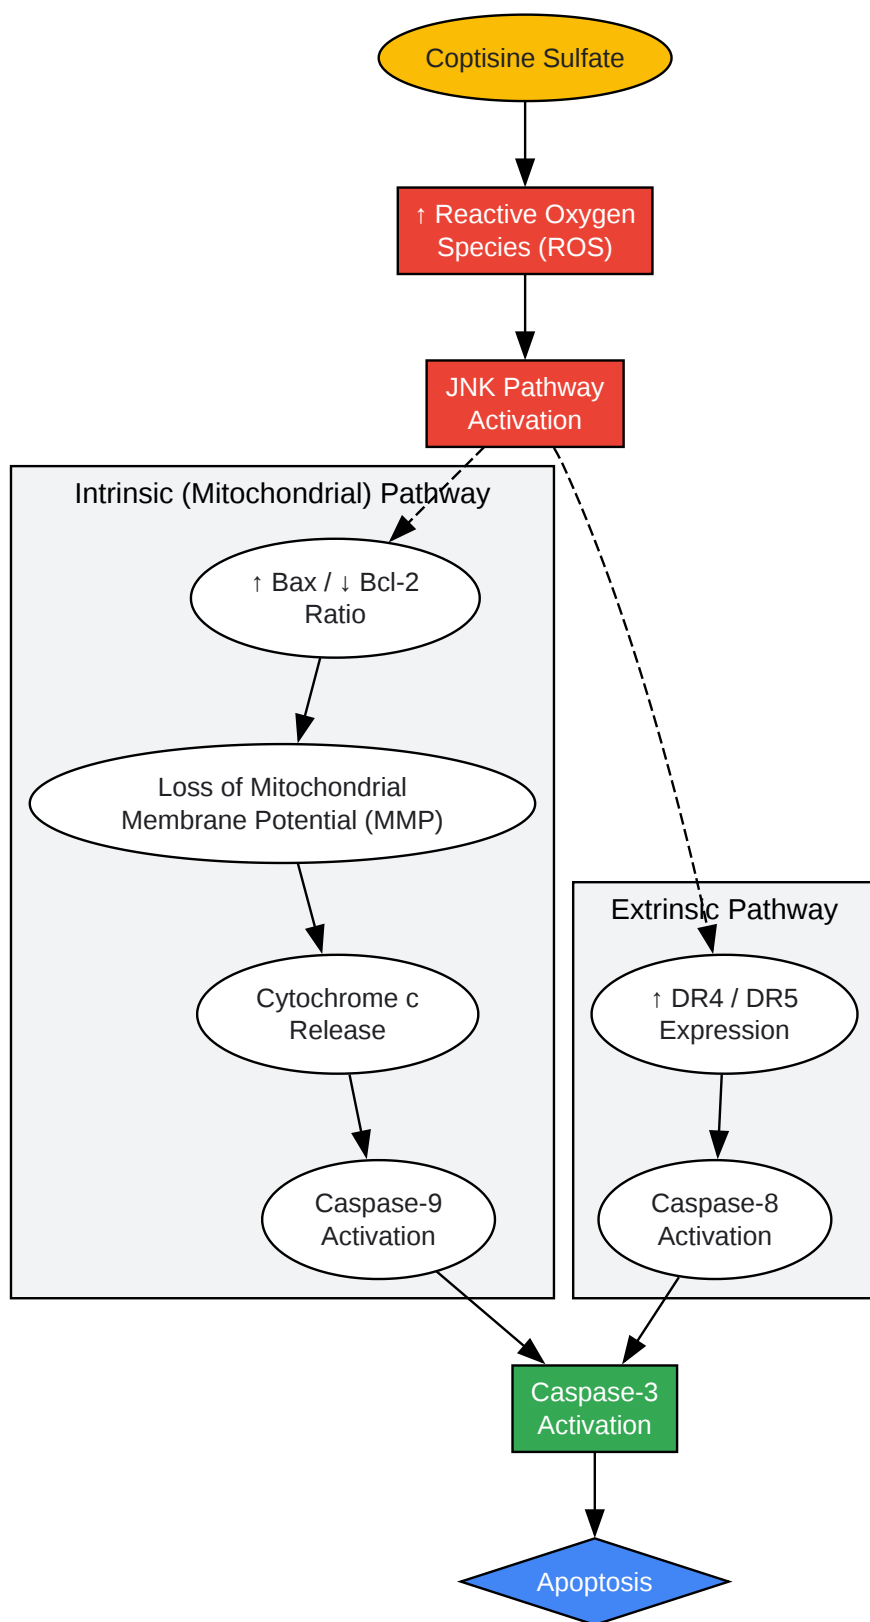 Coptisine Sulfate
↑ Reactive Oxygen
Species (ROS)
JNK Pathway
Activation
Intrinsic (Mitochondrial) Pathway
↑ Bax / ↓ Bcl-2
Ratio
Loss of Mitochondrial
Membrane Potential (MMP)
Cytochrome c
Release
Caspase-9
Activation
Extrinsic Pathway
↑ DR4 / DR5
Expression
Caspase-8
Activation
Caspase-3
Activation
Apoptosis